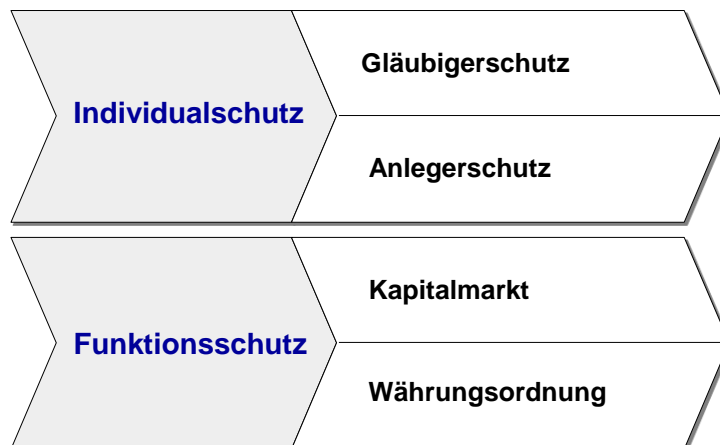 Individualschutz
Gläubigerschutz
Anlegerschutz
Funktionsschutz
Kapitalmarkt
Währungsordnung